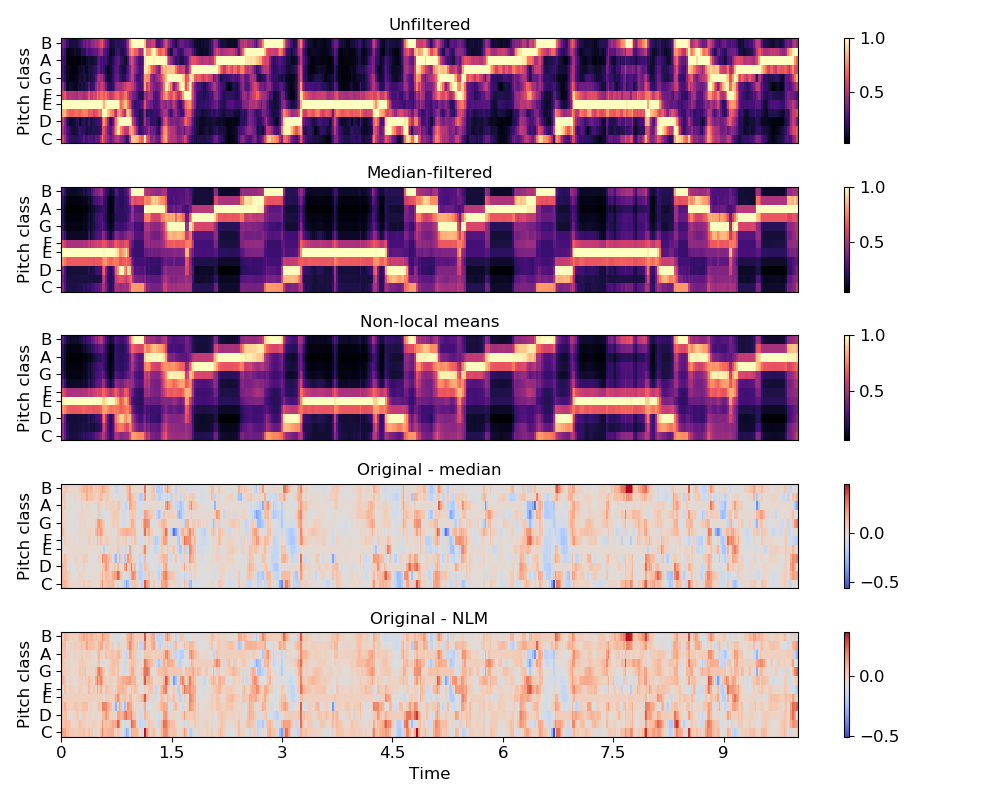 Unfiltered
Pitch class
B
A
G
F
E
D
C
1.0
0.5
Median-filtered
Pitch class
B
A
G
F
E
D
C
1.0
0.5
Non-local means
Pitch class
B
A
G
F
E
D
C
1.0
0.5
Original - median
Pitch class
B
A
G
F
E
D
C
0.0
−0.5
Original - NLM
Pitch class
B
A
G
F
E
D
C
0.0
−0.5
0 1.5 3 4.5 6 7.5 9
Time